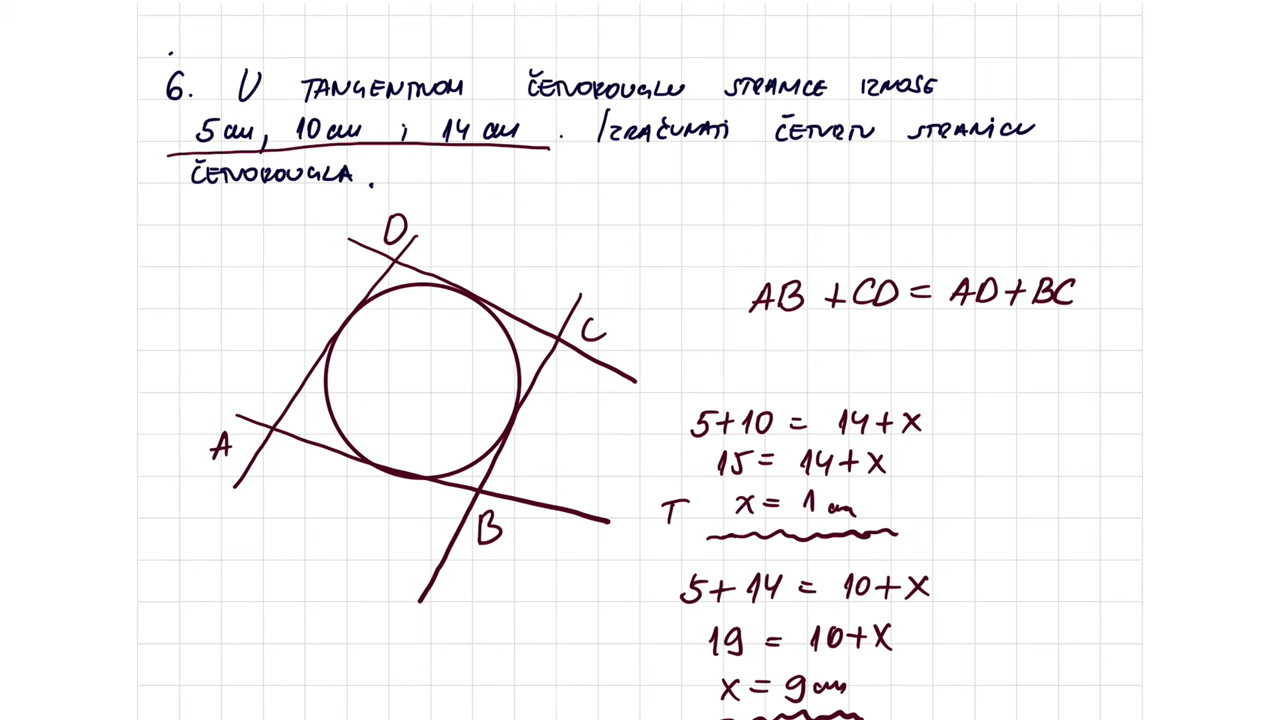 6. U TANGENTNOM ČETVOROUGLU STRANICE IZNOSE
5 cm, 10 cm i 14 cm. IZRAČUNATI ČETVRTU STRANICU
ČETVOROUGLA.
D
C
A
B
AB + CD = AD + BC
5 + 10 = 14 + x
15 = 14 + x
T x = 1 cm
5 + 14 = 10 + x
19 = 10 + x
x = 9 cm